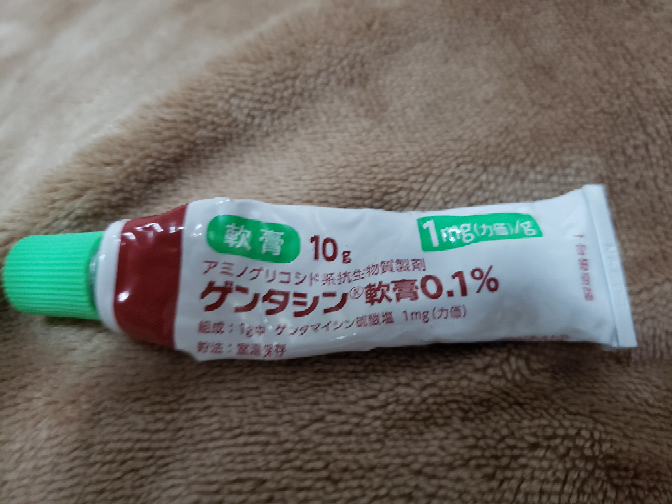 軟膏 10g 1mg(力価)/g
アミノグリコシド系抗生物質製剤
ゲンタシン®軟膏0.1%
組成:1g中 ゲンタマイシン硫酸塩 1mg(力価)
貯法:室温保存